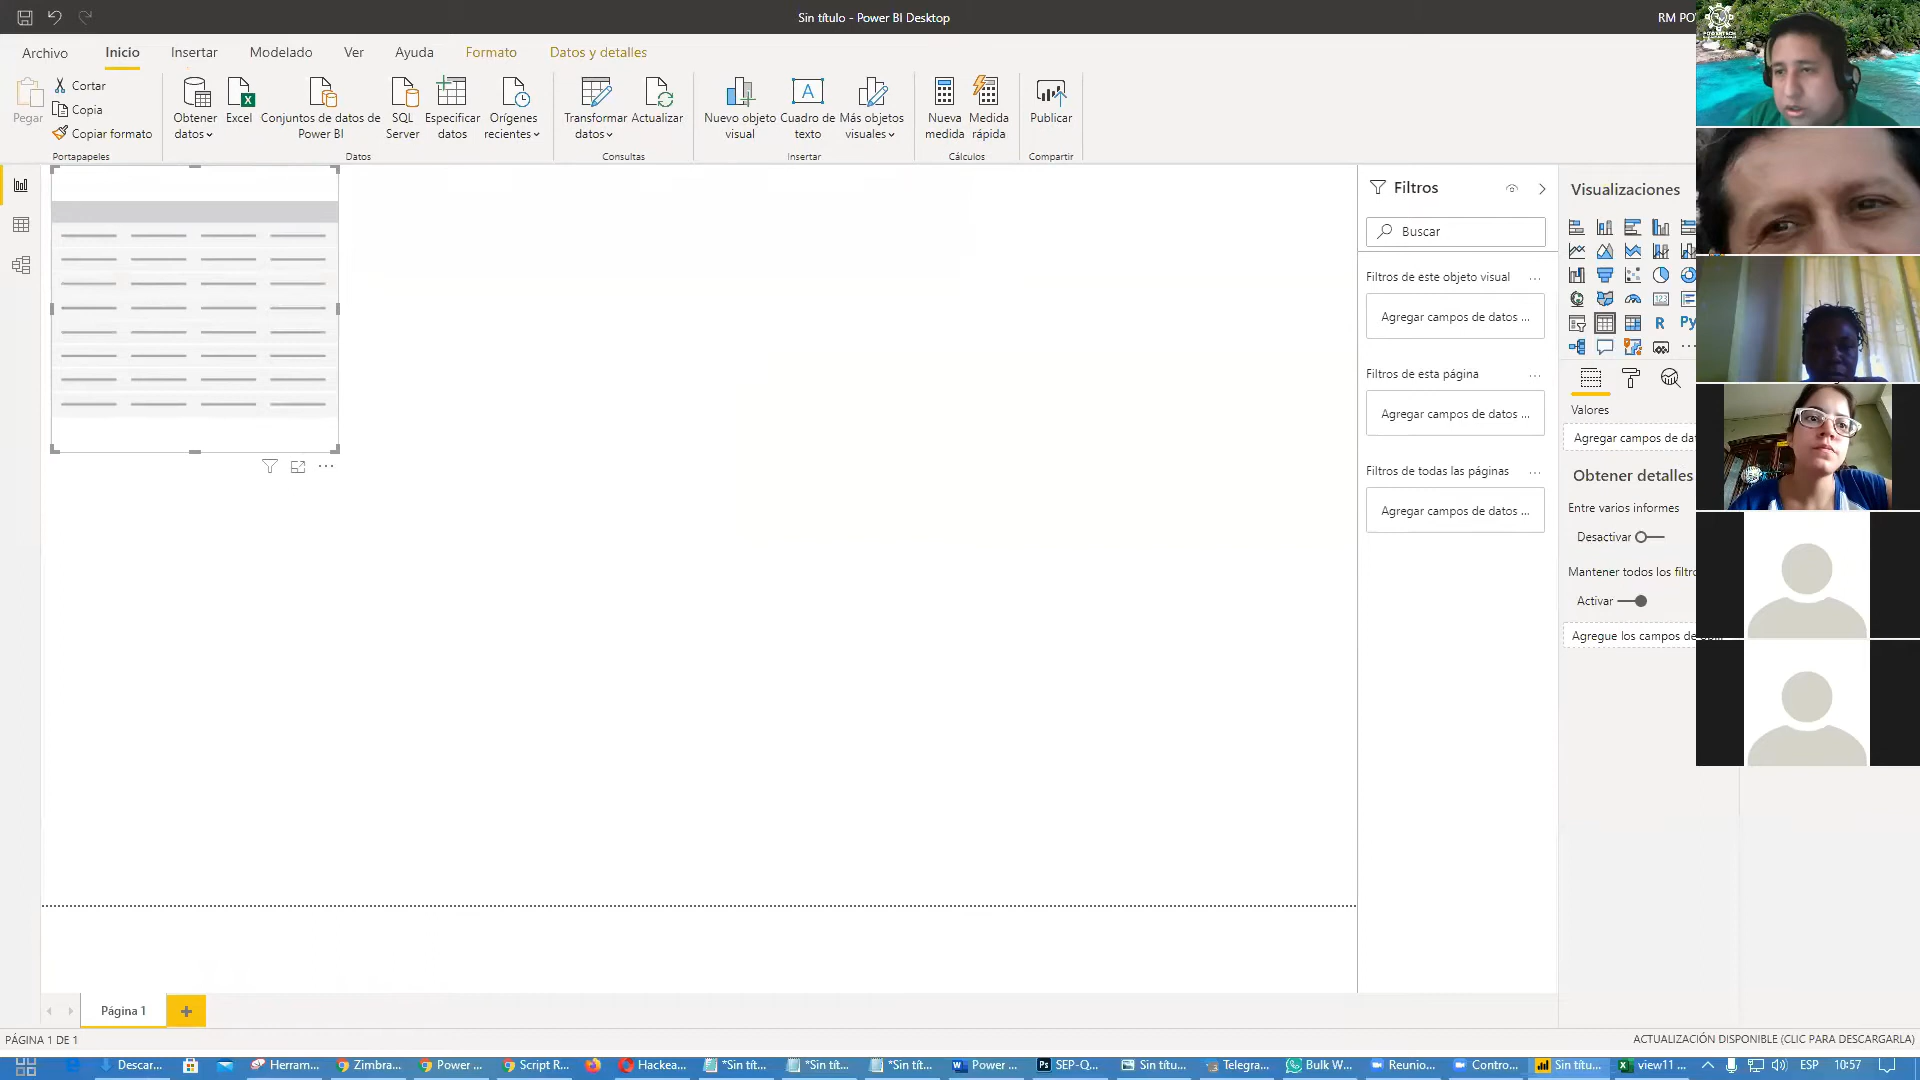 Sin título - Power BI Desktop
RM PO
Archivo
Inicio
Insertar
Modelado
Ver
Ayuda
Formato
Datos y detalles
Pegar
Cortar
Copia
Copiar formato
Portapapeles
Obtener datos
Excel
Conjuntos de datos de Power BI
SQL Server
Especificar datos
Orígenes recientes
Datos
Transformar datos
Actualizar
Consultas
Nuevo objeto visual
Cuadro de texto
Más objetos visuales
Insertar
Nueva medida
Medida rápida
Cálculos
Publicar
Compartir
Filtros
Buscar
Filtros de este objeto visual
Agregar campos de datos ...
Filtros de esta página
Agregar campos de datos ...
Filtros de todas las páginas
Agregar campos de datos ...
Visualizaciones
R
Py
Valores
Agregar campos de dat
Obtener detalles
Entre varios informes
Desactivar
Mantener todos los filtro
Activar
Agregue los campos de
Página 1
PÁGINA 1 DE 1
ACTUALIZACIÓN DISPONIBLE (CLIC PARA DESCARGARLA)
Descar...
Herram...
Zimbra...
Power ...
Script R...
Hackea...
*Sin tít...
*Sin tít...
*Sin tít...
Power ...
SEP-Q...
Sin títu...
Telegra...
Bulk W...
Reunio...
Contro...
Sin títu...
view11 ...
ESP
10:57